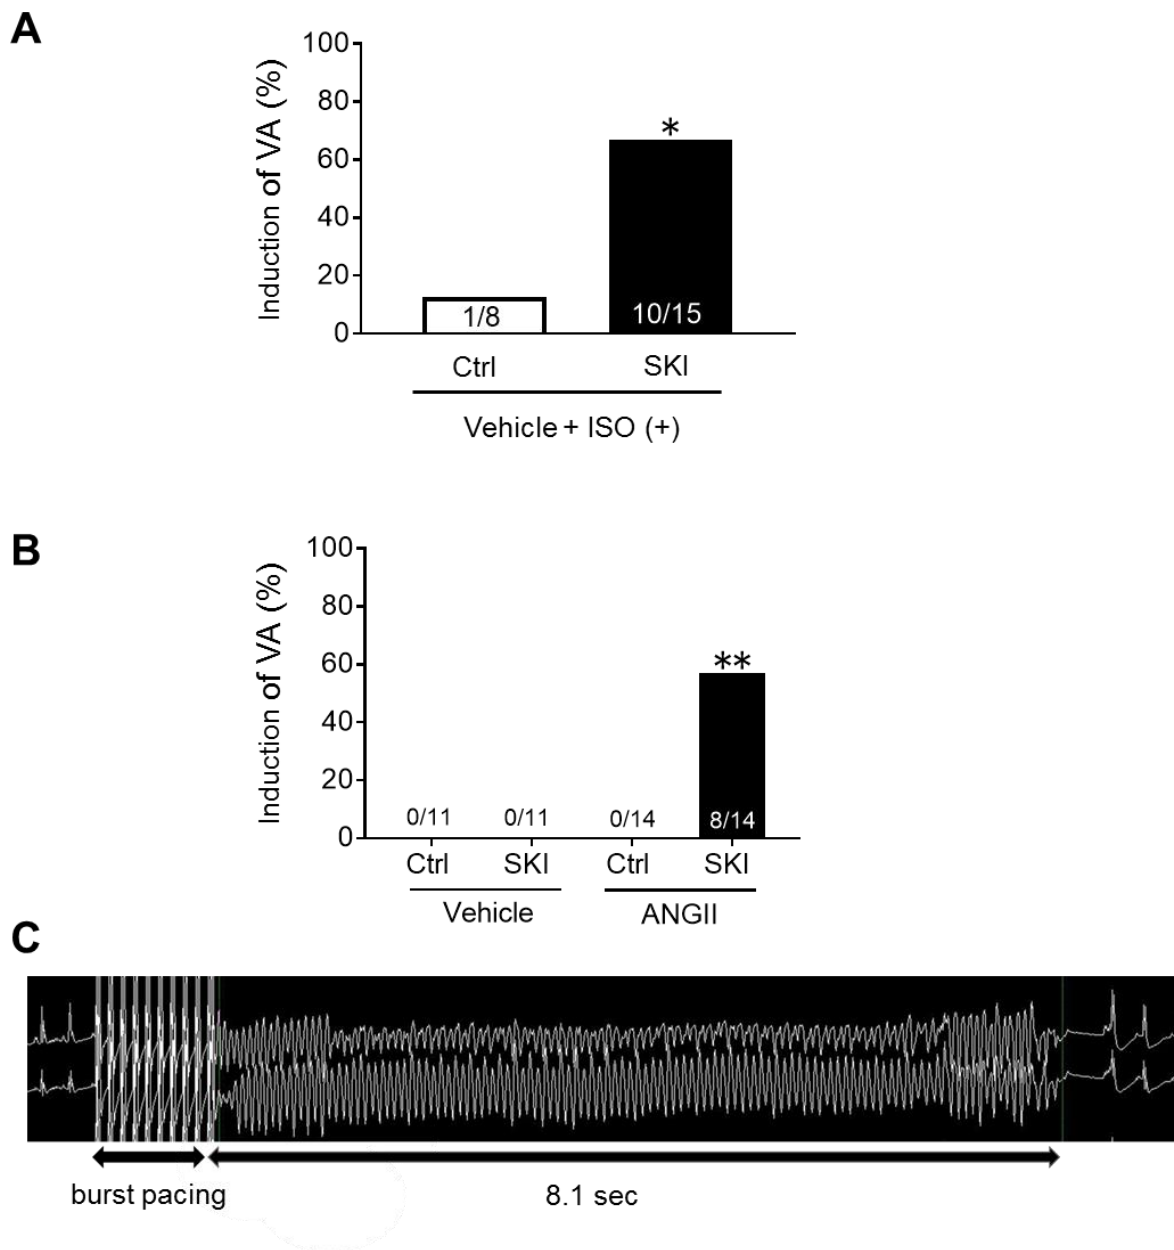 A
Induction of VA (%)
100
80
60
40
20
0
*
1/8
10/15
Ctrl SKI
Vehicle + ISO (+)
B
Induction of VA (%)
100
80
60
40
20
0
**
0/11 0/11 0/14 8/14
Ctrl SKI Ctrl SKI
Vehicle ANGII
C
burst pacing 8.1 sec